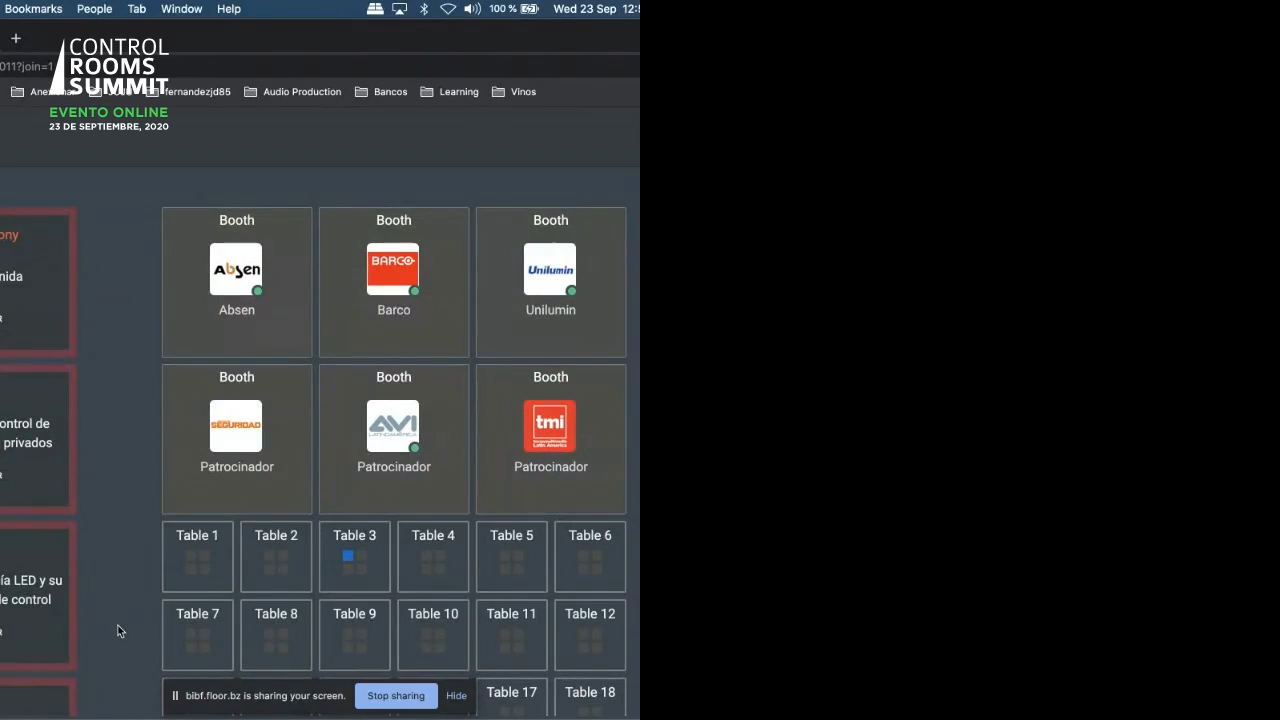 Bookmarks People Tab Window Help 100 % Wed 23 Sep 12:5
+
CONTROL
ROOMS
SUMMIT
011?join=1
fernandezjd85 Audio Production Bancos Learning Vinos
EVENTO ONLINE
23 DE SEPTIEMBRE, 2020
Booth Booth Booth
ony
Absen BARCO Unilumin
nida
Absen Barco Unilumin
R
Booth Booth Booth
ontrol de
SEGURIDAD AVI LATINOAMÉRICA tmi
privados
Patrocinador Patrocinador Patrocinador
R
Table 1 Table 2 Table 3 Table 4 Table 5 Table 6
ía LED y su
e control
Table 7 Table 8 Table 9 Table 10 Table 11 Table 12
R
bibf.floor.bz is sharing your screen. Stop sharing Hide Table 17 Table 18